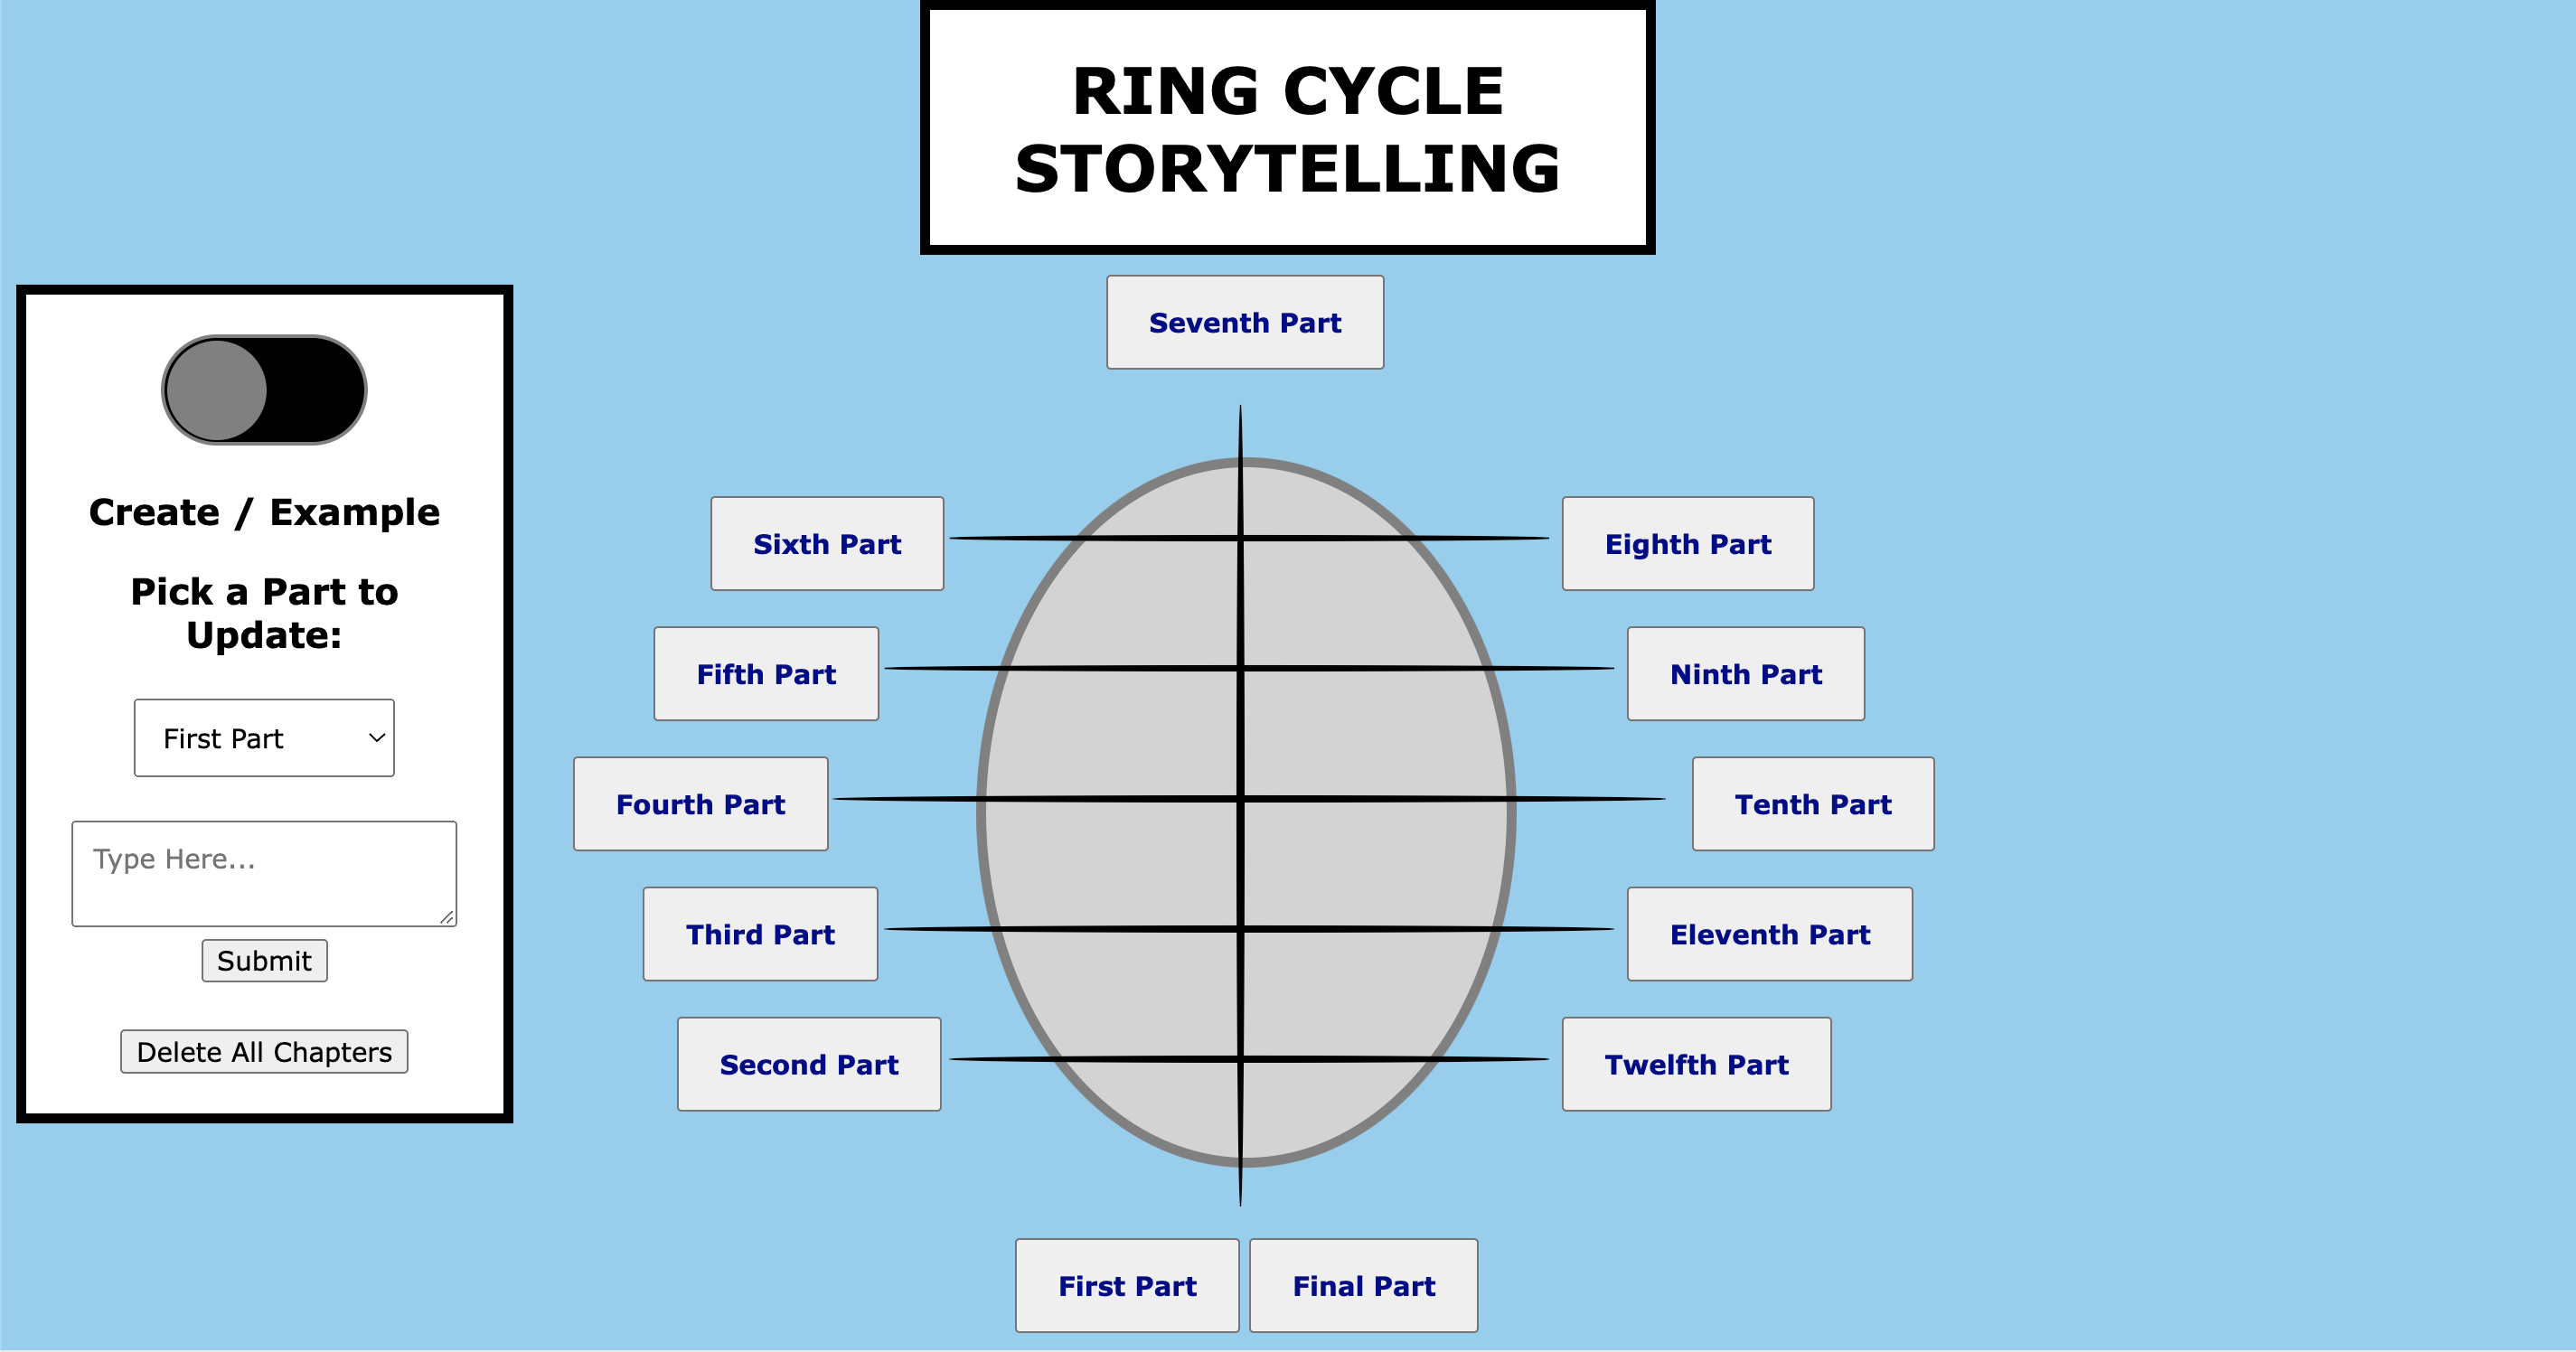 RING CYCLE
STORYTELLING
Create / Example
Pick a Part to
Update:
First Part
Type Here...
Submit
Delete All Chapters
Seventh Part
Sixth Part
Eighth Part
Fifth Part
Ninth Part
Fourth Part
Tenth Part
Third Part
Eleventh Part
Second Part
Twelfth Part
First Part
Final Part